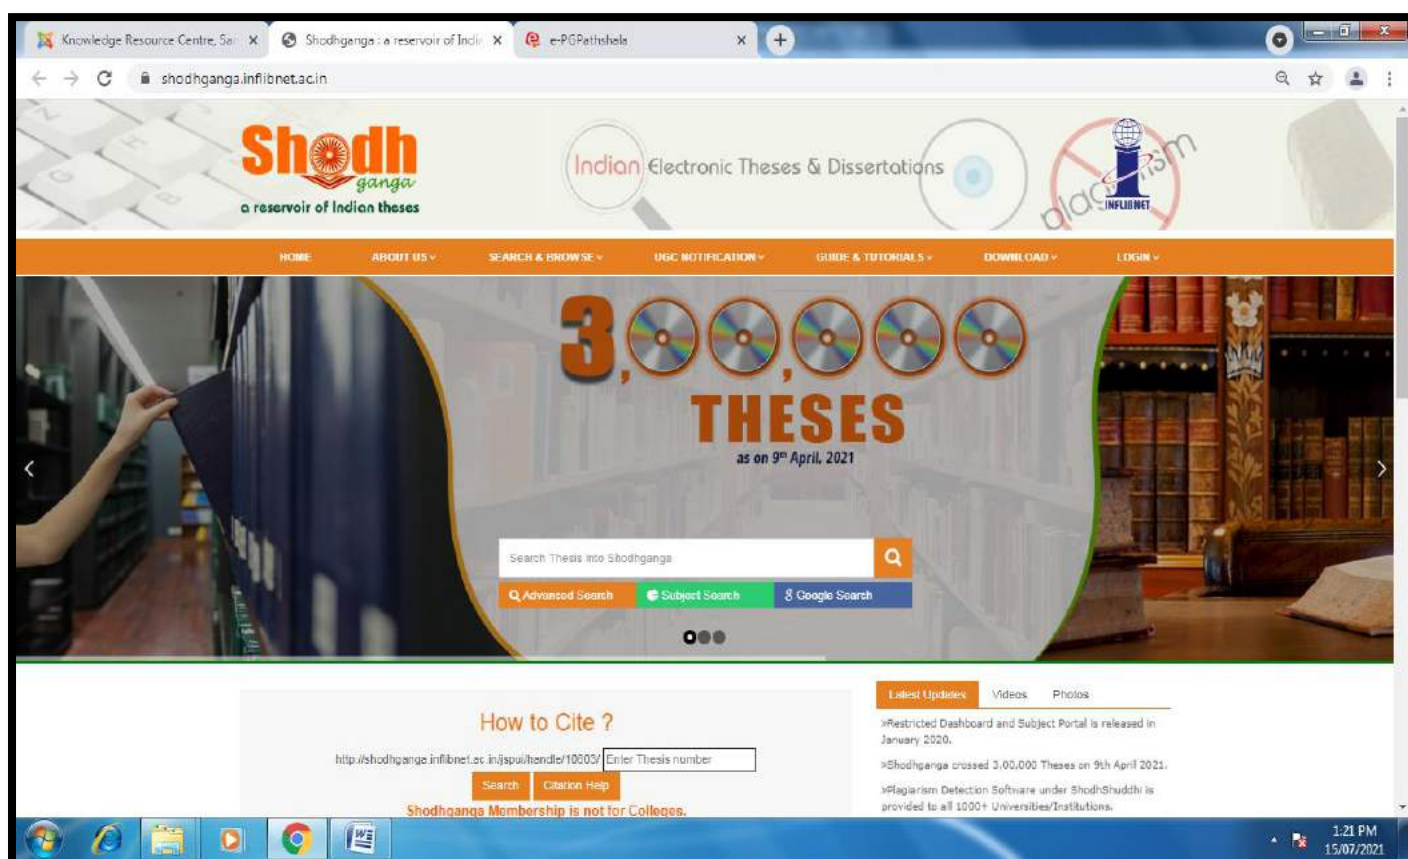 Knowledge Resource Centre, San
Shodhganga : a reservoir of India
e-PGPathshala
shodhganga.inflibnet.ac.in
Shodh
ganga
a reservoir of Indian theses
Indian Electronic Theses & Dissertations
plagiarism
INFLIBNET
HOME ABOUT US SEARCH & BROWSE UGC NOTIFICATION GUIDE & TUTORIALS DOWNLOAD LOGIN
3,00,000
THESES
as on 9th April, 2021
Search Thesis into Shodhganga
Advanced Search Subject Search Google Search
How to Cite ?
http://shodhganga.inflibnet.ac.in/jspui/handle/10603/ Enter Thesis number
Search Citation Help
Shodhganga Membership is not for Colleges.
Latest Updates Videos Photos
»Restricted Dashboard and Subject Portal is released in
January 2020.
»Shodhganga crossed 3,00,000 Theses on 9th April 2021.
»Plagiarism Detection Software under ShodhShuddhi is
provided to all 1000+ Universities/Institutions.
1:21 PM
15/07/2021